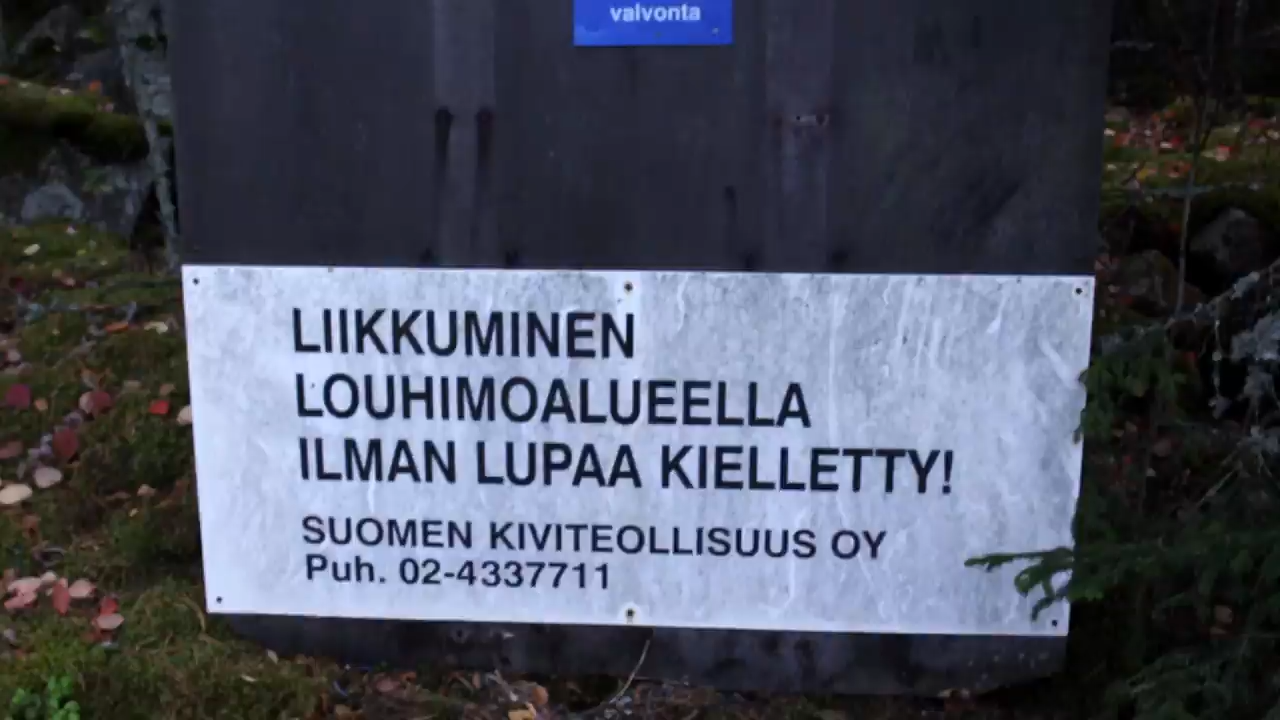 valvonta
LIIKKUMINEN
LOUHIMOALUEELLA
ILMAN LUPAA KIELLETTY!
SUOMEN KIVITEOLLISUUS OY
Puh. 02-4337711